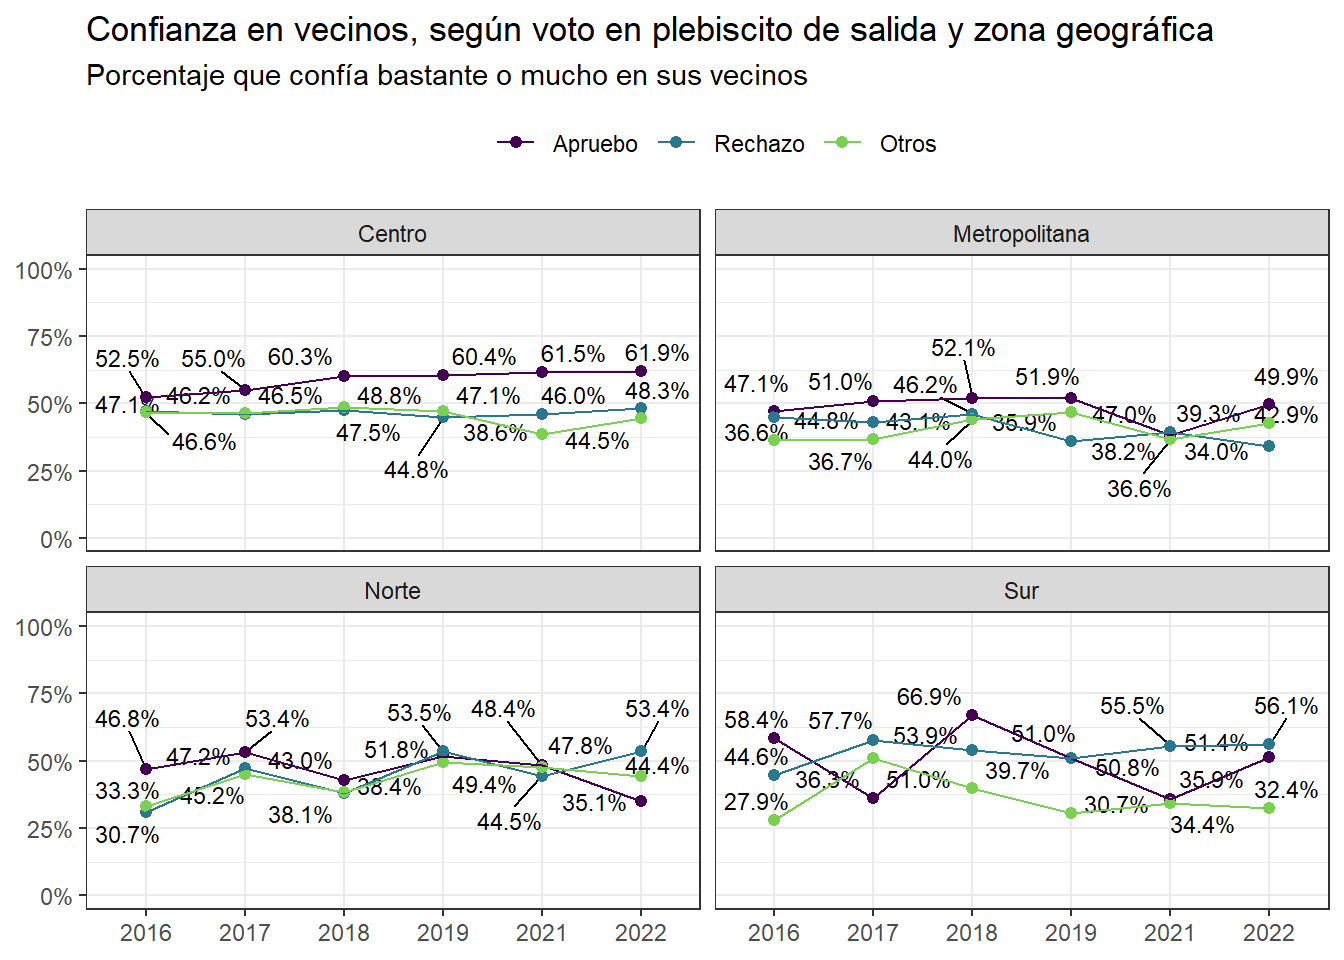 Confianza en vecinos, según voto en plebiscito de salida y zona geográfica
Porcentaje que confía bastante o mucho en sus vecinos
Apruebo Rechazo Otros
Centro Metropolitana
100%
75%
50%
25%
0%
52.5% 55.0% 60.3% 60.4% 61.5% 61.9%
47.1% 46.2% 46.5% 48.8% 47.1% 46.0% 48.3%
46.6% 47.5% 44.8% 38.6% 44.5%
47.1% 51.0% 46.2% 52.1% 51.9% 49.9%
36.6% 44.8% 43.1% 35.9% 47.0% 39.3% 42.9%
36.7% 44.0% 38.2% 36.6% 34.0%
Norte Sur
100%
75%
50%
25%
0%
46.8% 53.4% 53.5% 48.4% 53.4%
47.2% 43.0% 51.8% 47.8% 44.4%
33.3% 45.2% 38.4% 49.4% 35.1%
30.7% 38.1% 44.5%
58.4% 57.7% 66.9% 51.0% 55.5% 56.1%
44.6% 53.9% 51.4%
36.3% 51.0% 39.7% 50.8% 35.9% 32.4%
27.9% 30.7% 34.4%
2016 2017 2018 2019 2021 2022
2016 2017 2018 2019 2021 2022